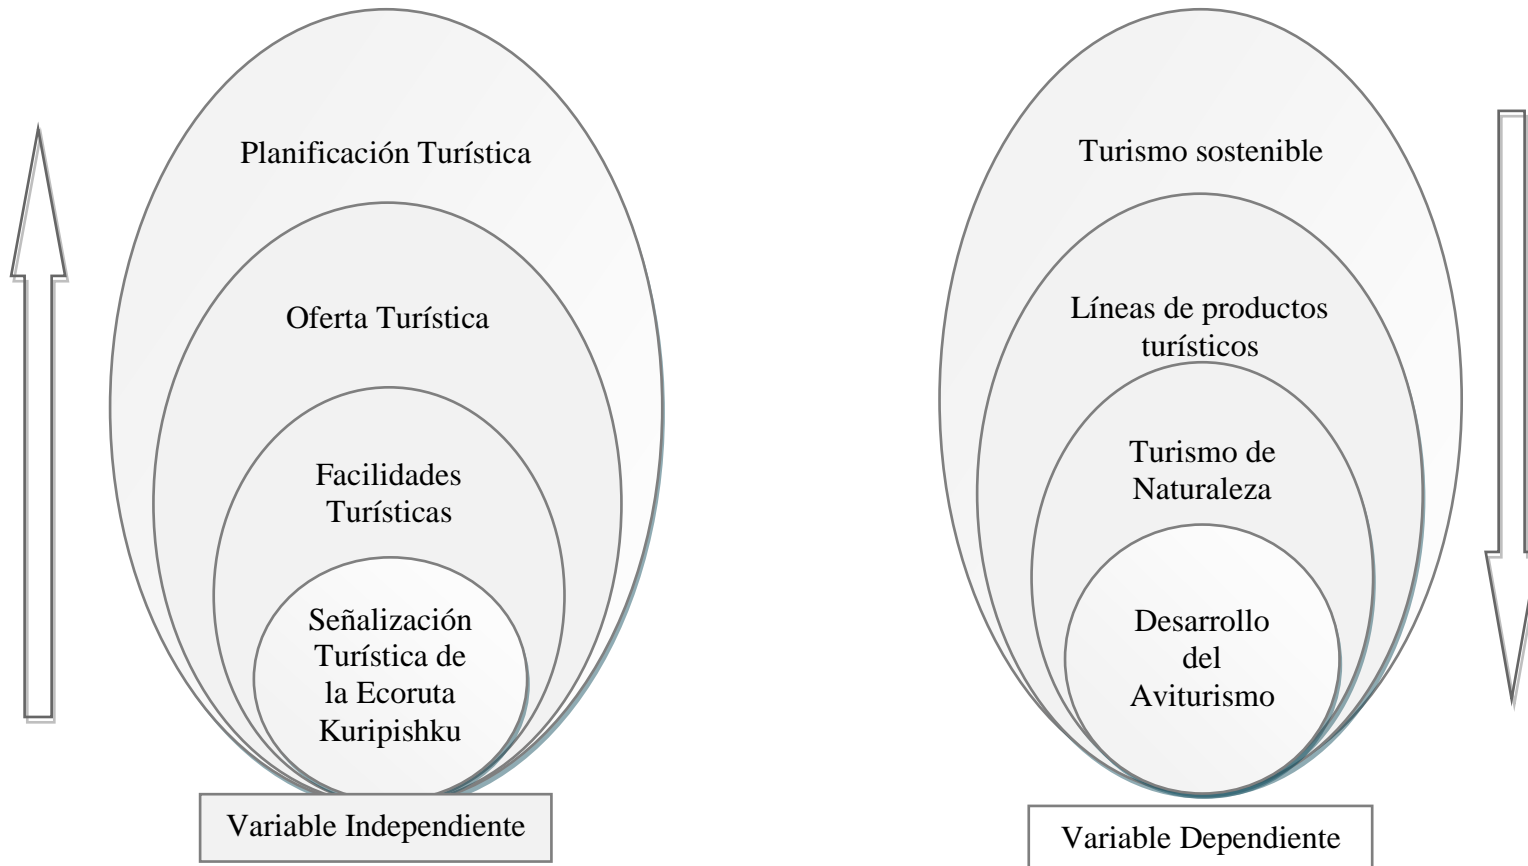 Planificación Turística
Oferta Turística
Facilidades
Turísticas
Señalización
Turística de
la Ecoruta
Kuripishku
Variable Independiente
Turismo sostenible
Líneas de productos
turísticos
Turismo de
Naturaleza
Desarrollo
del
Aviturismo
Variable Dependiente